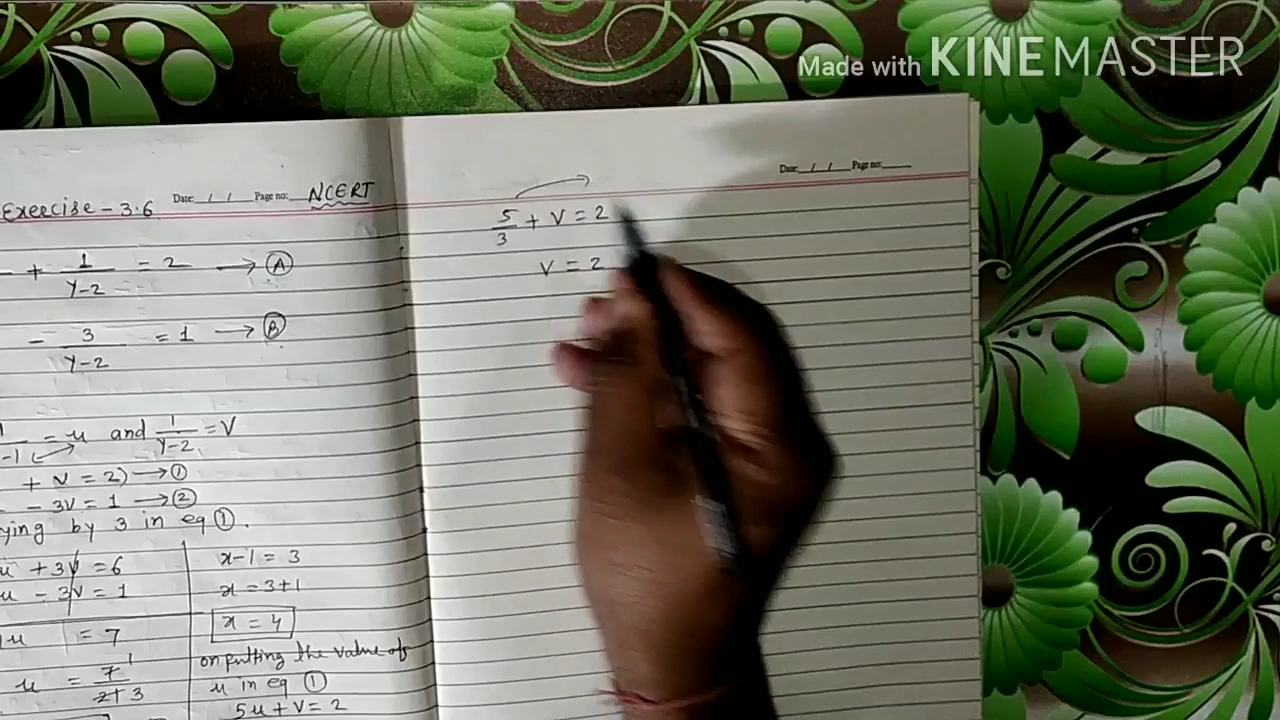 Made with KINEMASTER
Date: / / Page no: NCERT
Exercise - 3.6
+ 1/(y-2) = 2 → Ⓐ
- 3/(y-2) = 1 → Ⓑ
= u and 1/(y-2) = v
+ v = 2) → ①
- 3v = 1 → ②
ying by 3 in eq ①.
u + 3v = 6
u - 3v = 1
u = 7
u = 7/21 1 3
x-1 = 3
x = 3+1
x = 4
on putting the value of
u in eq ①
5u + v = 2
Date: / / Page no:
5/3 + v = 2
v = 2